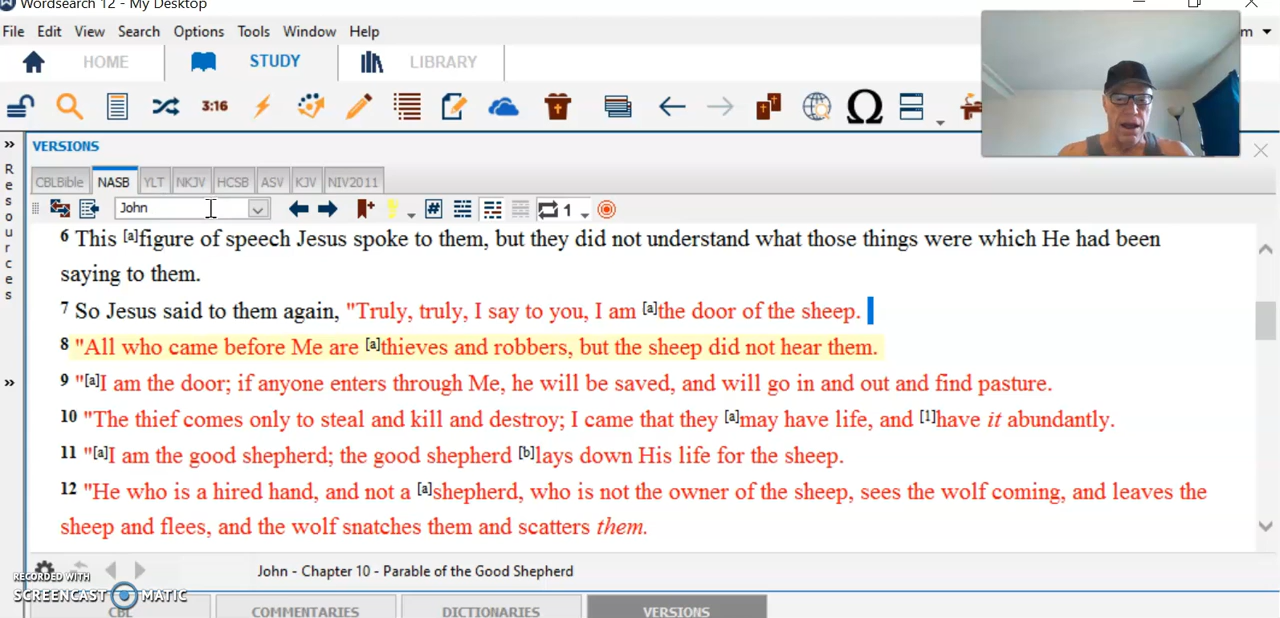 Wordsearch 12 - My Desktop
File Edit View Search Options Tools Window Help
HOME STUDY LIBRARY
3:16 Ω
» VERSIONS
Resources
CBLBible NASB YLT NKJV HCSB ASV KJV NIV2011
John # 1
6 This [a]figure of speech Jesus spoke to them, but they did not understand what those things were which He had been
saying to them.
7 So Jesus said to them again, "Truly, truly, I say to you, I am [a]the door of the sheep.
8 "All who came before Me are [a]thieves and robbers, but the sheep did not hear them.
9 "[a]I am the door; if anyone enters through Me, he will be saved, and will go in and out and find pasture.
10 "The thief comes only to steal and kill and destroy; I came that they [a]may have life, and [1]have it abundantly.
11 "[a]I am the good shepherd; the good shepherd [b]lays down His life for the sheep.
12 "He who is a hired hand, and not a [a]shepherd, who is not the owner of the sheep, sees the wolf coming, and leaves the
sheep and flees, and the wolf snatches them and scatters them.
»
John - Chapter 10 - Parable of the Good Shepherd
RECORDED WITH
SCREENCAST MATIC
CBL COMMENTARIES DICTIONARIES VERSIONS